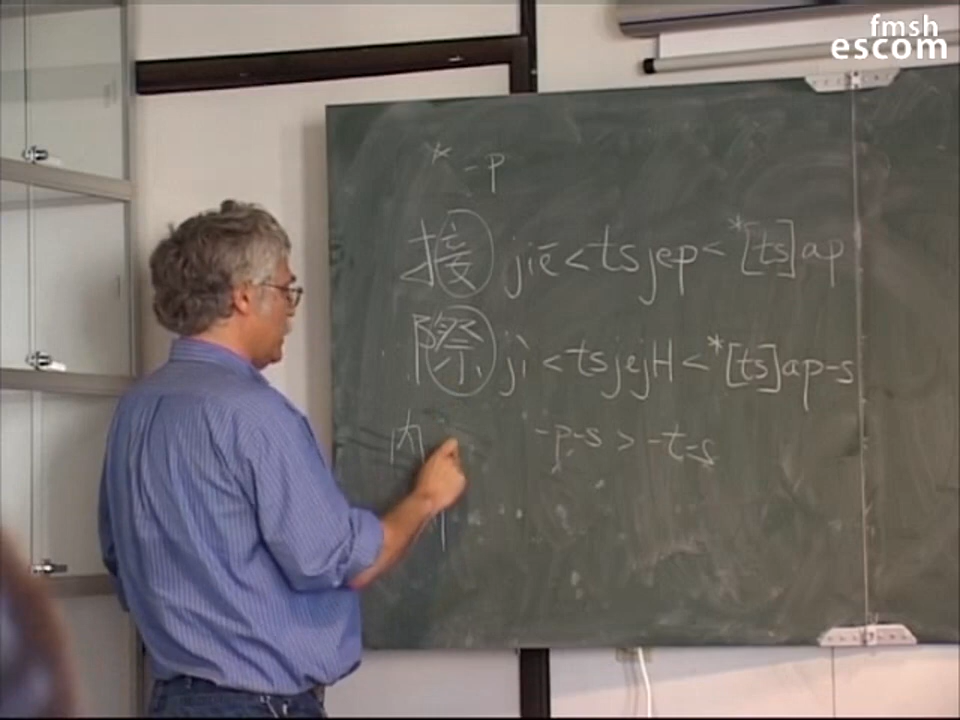 fmsh
escom
* -p
接 jiē < tsjep < *[ts]ap
際 jì < tsjejH < *[ts]ap-s
内 -p-s > -t-s